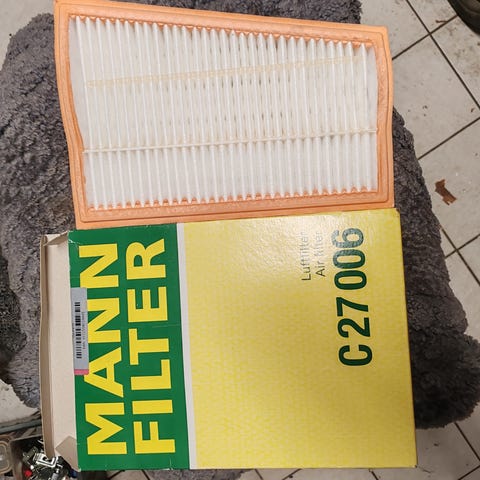 MANN
FILTER
Luftfilter
Air filter
C 27 006